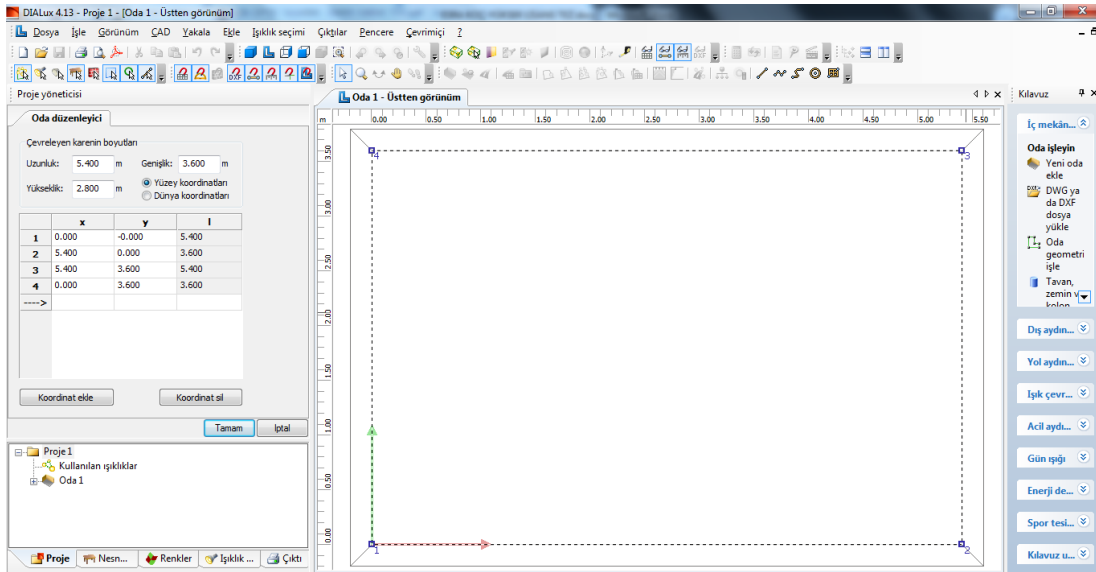 DIALux 4.13 - Proje 1 - [Oda 1 - Üstten görünüm]
Dosya İşle Görünüm CAD Yakala Ekle Işıklık seçimi Çıktılar Pencere Çevrimiçi ?
Proje yöneticisi
Oda düzenleyici
Çevreleyen karenin boyutları
Uzunluk: 5.400 m Genişlik: 3.600 m
Yükseklik: 2.800 m
Yüzey koordinatları
Dünya koordinatları
x y l
1 0.000 -0.000 5.400
2 5.400 0.000 3.600
3 5.400 3.600 5.400
4 0.000 3.600 3.600
---->
Koordinat ekle Koordinat sil
Tamam İptal
Proje 1
Kullanılan ışıklıklar
Oda 1
Proje Nesn... Renkler Işıklık ... Çıktı
Oda 1 - Üstten görünüm
m 0.00 0.50 1.00 1.50 2.00 2.50 3.00 3.50 4.00 4.50 5.00 5.50
3.50
3.00
2.50
2.00
1.50
1.00
0.50
0.00
4
3
1
2
Kılavuz
İç mekân...
Oda işleyin
Yeni oda
ekle
DWG ya
da DXF
dosya
yükle
Oda
geometri
işle
Tavan,
zemin v
kolon
Dış aydın...
Yol aydın...
Işık çevr...
Acil aydı...
Gün ışığı
Enerji de...
Spor tesi...
Kılavuz u...